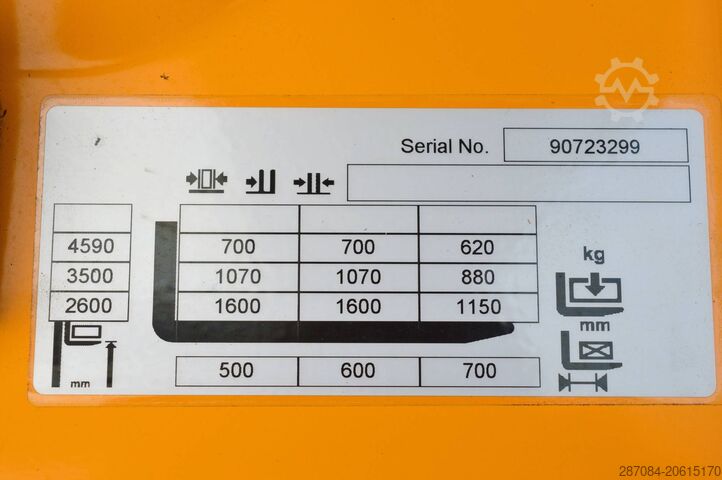 Serial No. 90723299
4590 700 700 620
3500 1070 1070 880
2600 1600 1600 1150
kg
mm
mm
500 600 700
287084-20615170